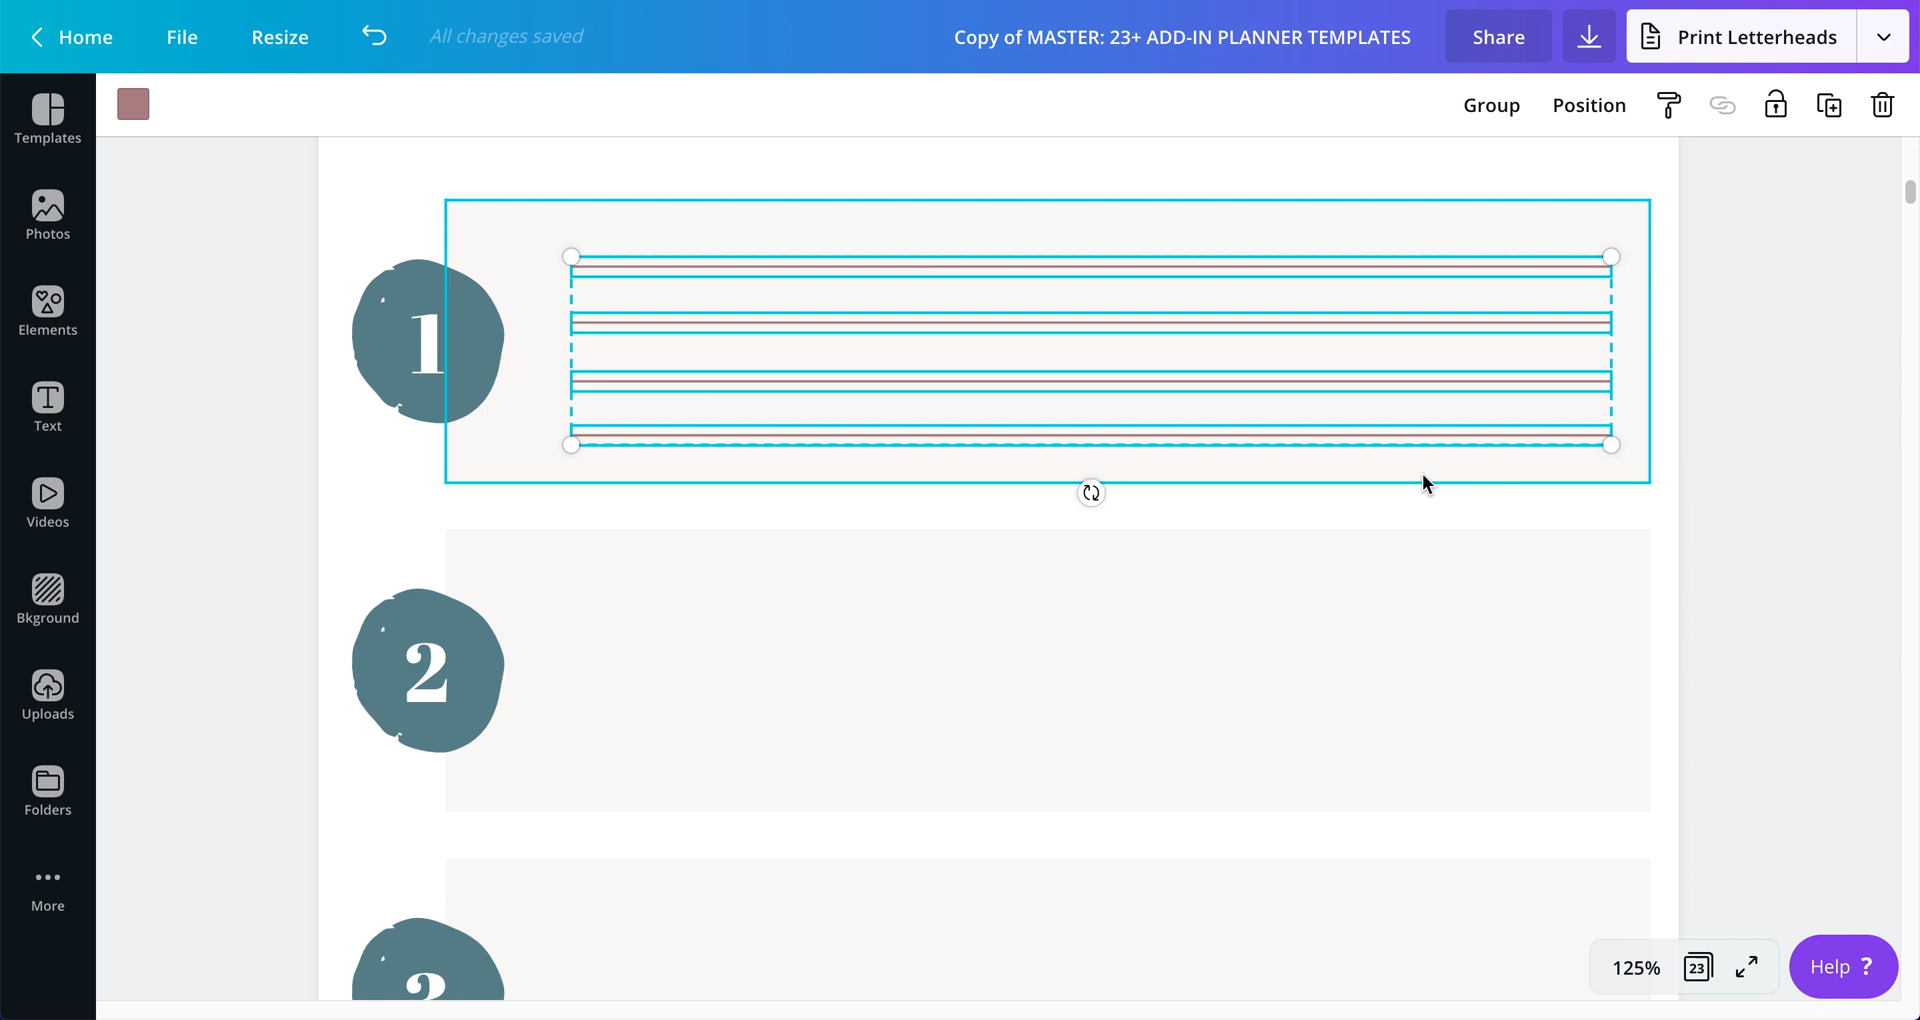 Home File Resize All changes saved Copy of MASTER: 23+ ADD-IN PLANNER TEMPLATES Share Print Letterheads
Group Position
Templates
Photos
Elements
Text
Videos
Bkground
Uploads
Folders
More
1
2
3
125% 23 Help ?